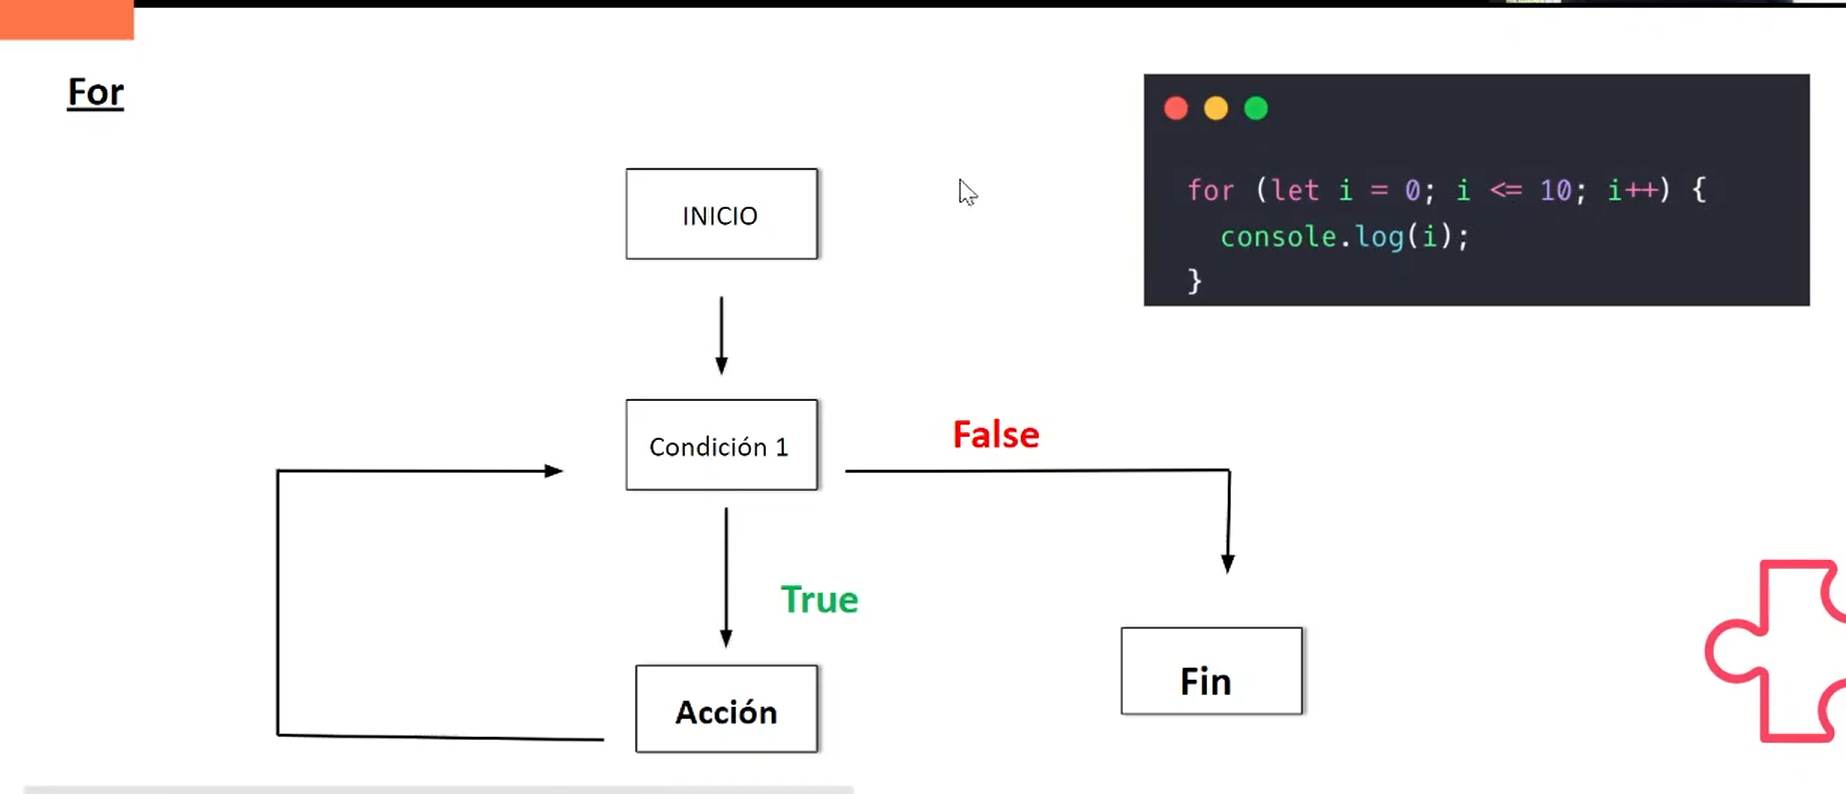 For
INICIO
for (let i = 0; i <= 10; i++) {
console.log(i);
}
Condición 1
False
True
Acción
Fin